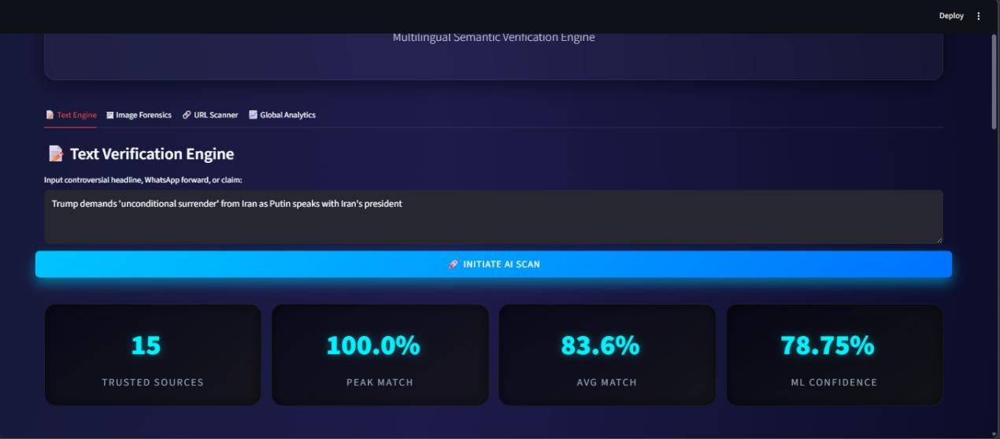 Deploy
Multilingual Semantic Verification Engine
Text Engine Image Forensics URL Scanner Global Analytics
Text Verification Engine
Input controversial headline, WhatsApp forward, or claim:
Trump demands 'unconditional surrender' from Iran as Putin speaks with Iran's president
INITIATE AI SCAN
15 100.0% 83.6% 78.75%
TRUSTED SOURCES PEAK MATCH AVG MATCH ML CONFIDENCE